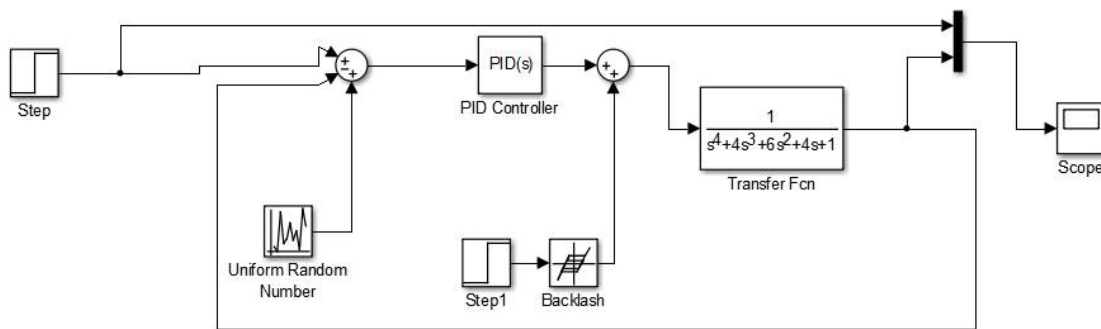 Step
+
−
+
PID(s)
PID Controller
+
+
1
s⁴+4s³+6s²+4s+1
Transfer Fcn
Scope
Uniform Random
Number
Step1
Backlash